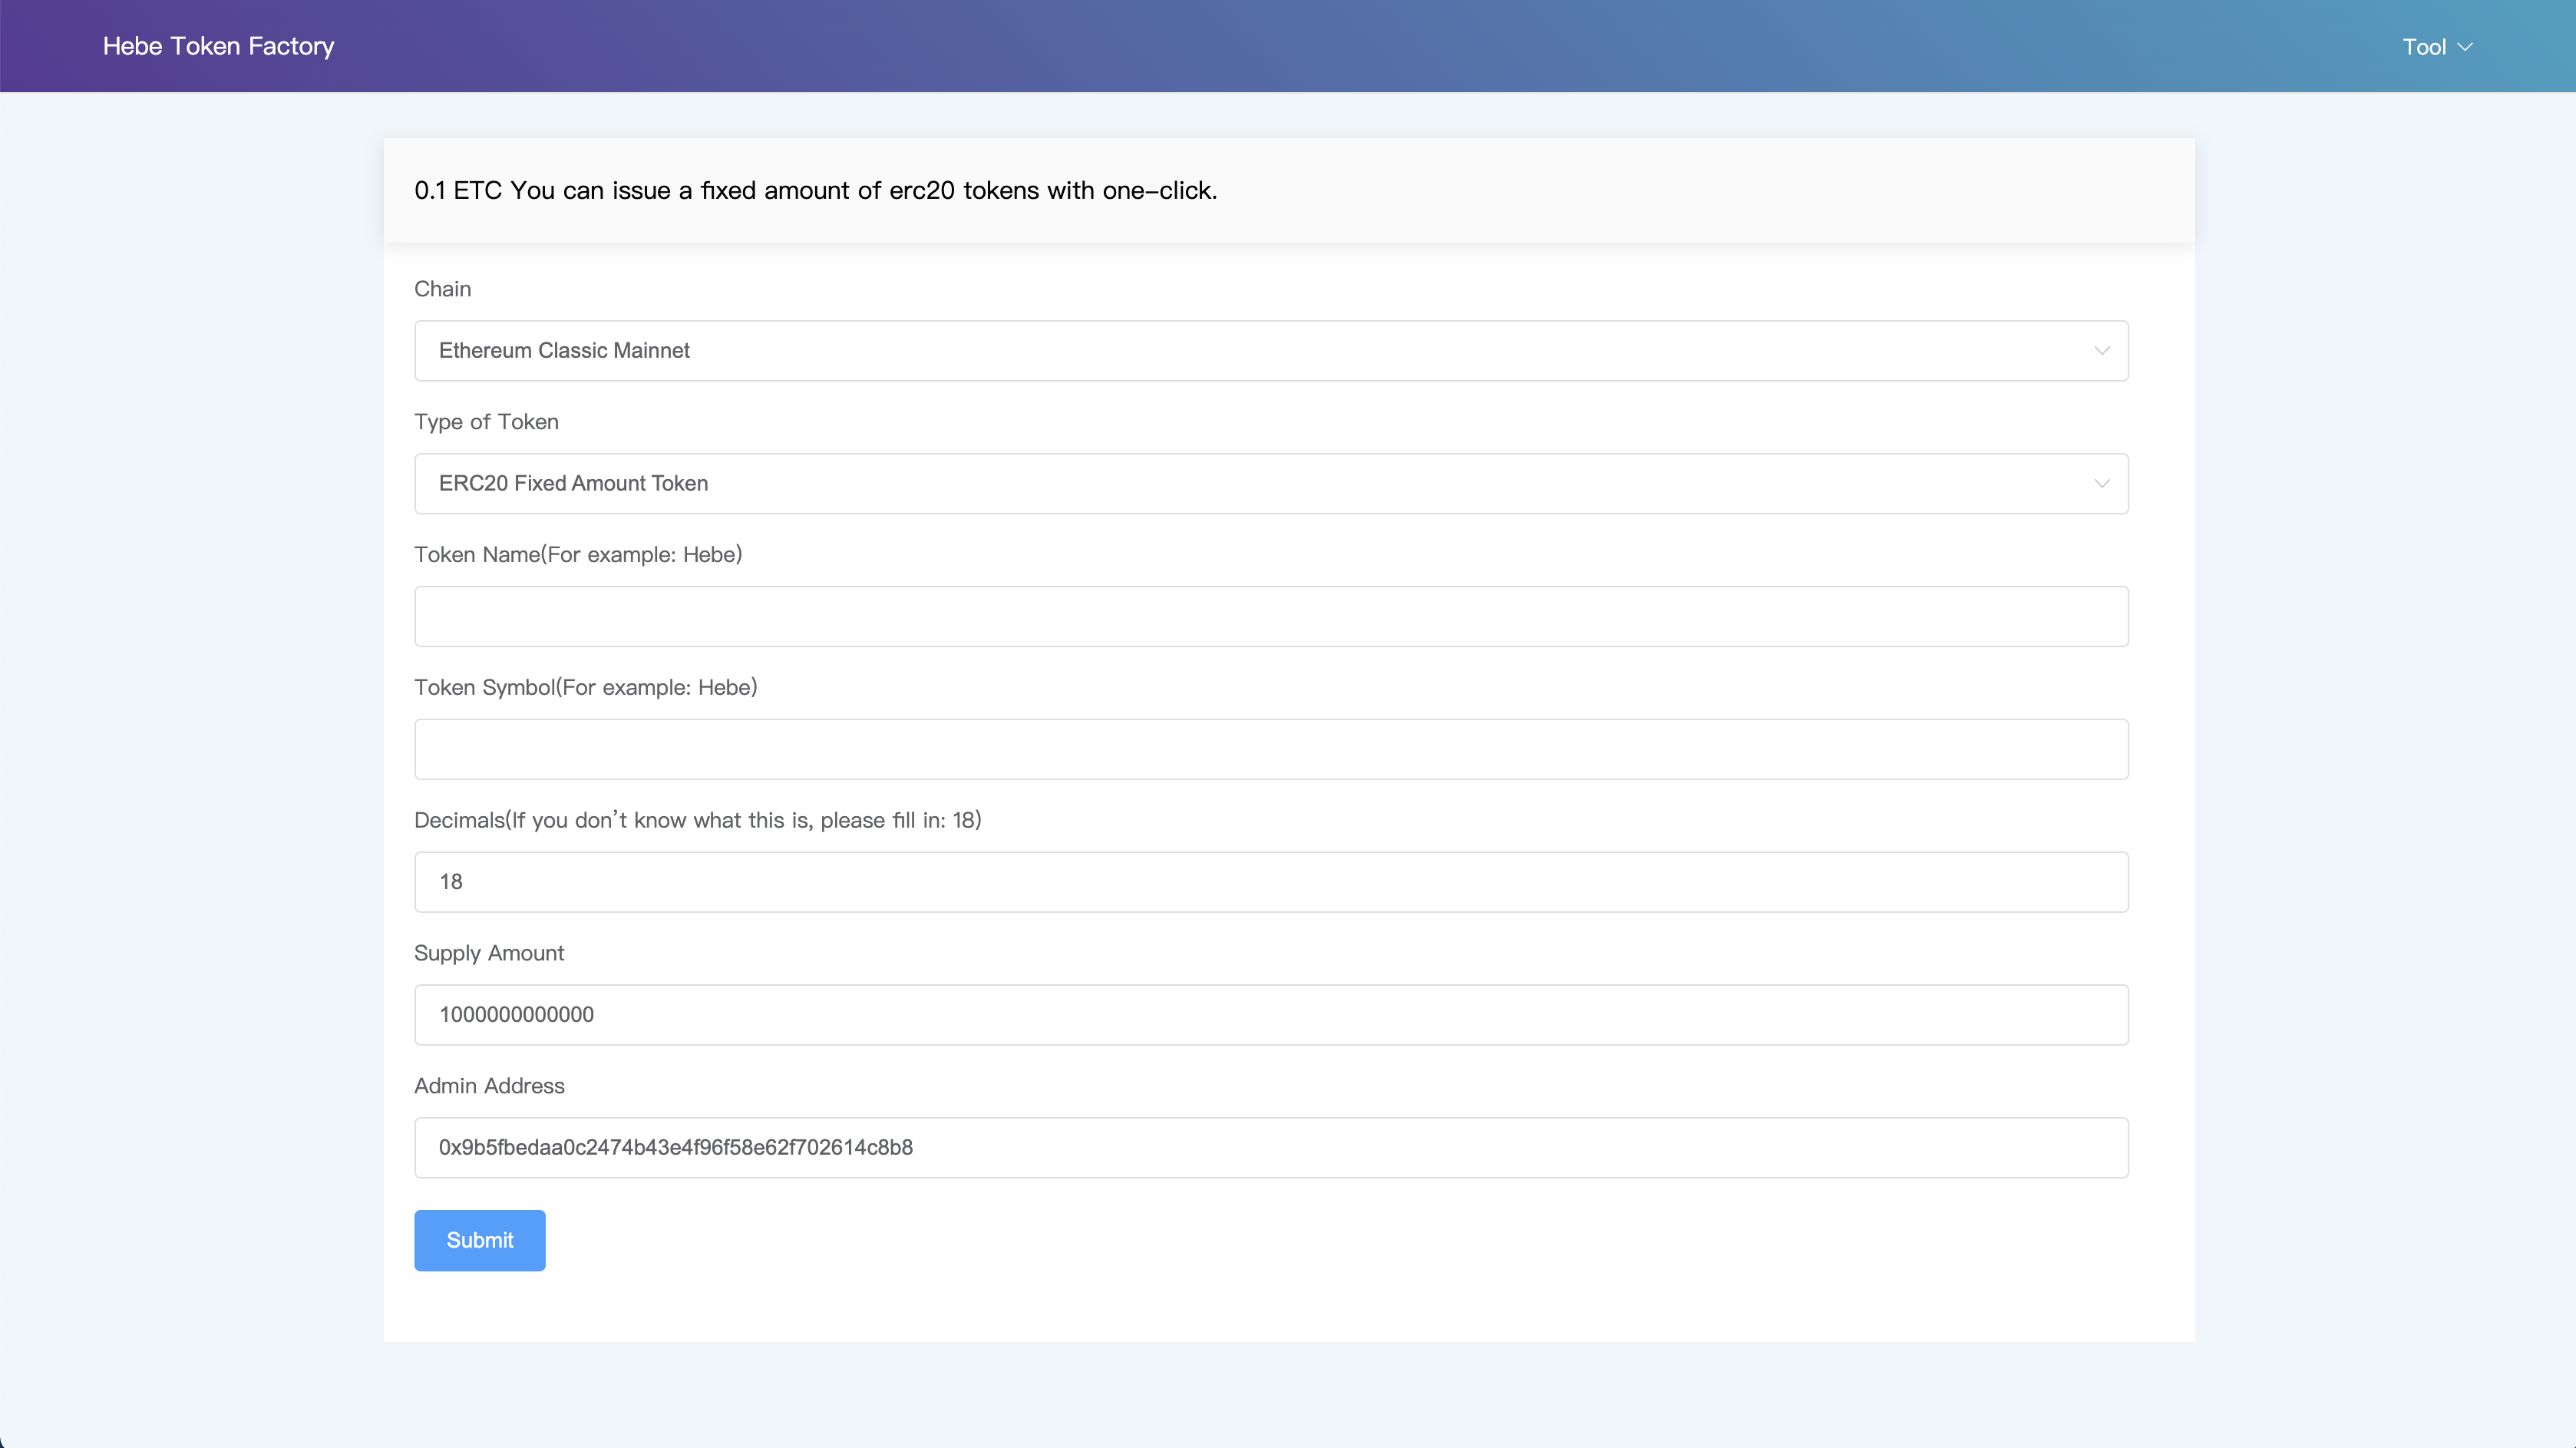 Hebe Token Factory
Tool
0.1 ETC You can issue a fixed amount of erc20 tokens with one-click.
Chain
Ethereum Classic Mainnet
Type of Token
ERC20 Fixed Amount Token
Token Name(For example: Hebe)
Token Symbol(For example: Hebe)
Decimals(If you don't know what this is, please fill in: 18)
18
Supply Amount
1000000000000
Admin Address
0x9b5fbedaa0c2474b43e4f96f58e62f702614c8b8
Submit